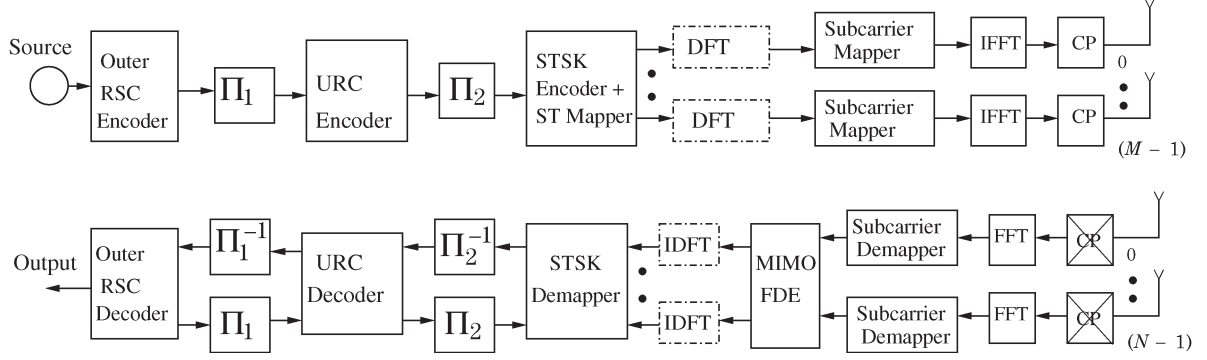 Source
Outer
RSC
Encoder
Π1
URC
Encoder
Π2
STSK
Encoder +
ST Mapper
DFT
Subcarrier
Mapper
IFFT
CP
0
DFT
Subcarrier
Mapper
IFFT
CP
(M − 1)
Output
Outer
RSC
Decoder
Π1^−1
Π1
URC
Decoder
Π2^−1
Π2
STSK
Demapper
IDFT
IDFT
MIMO
FDE
Subcarrier
Demapper
FFT
CP
0
Subcarrier
Demapper
FFT
CP
(N − 1)